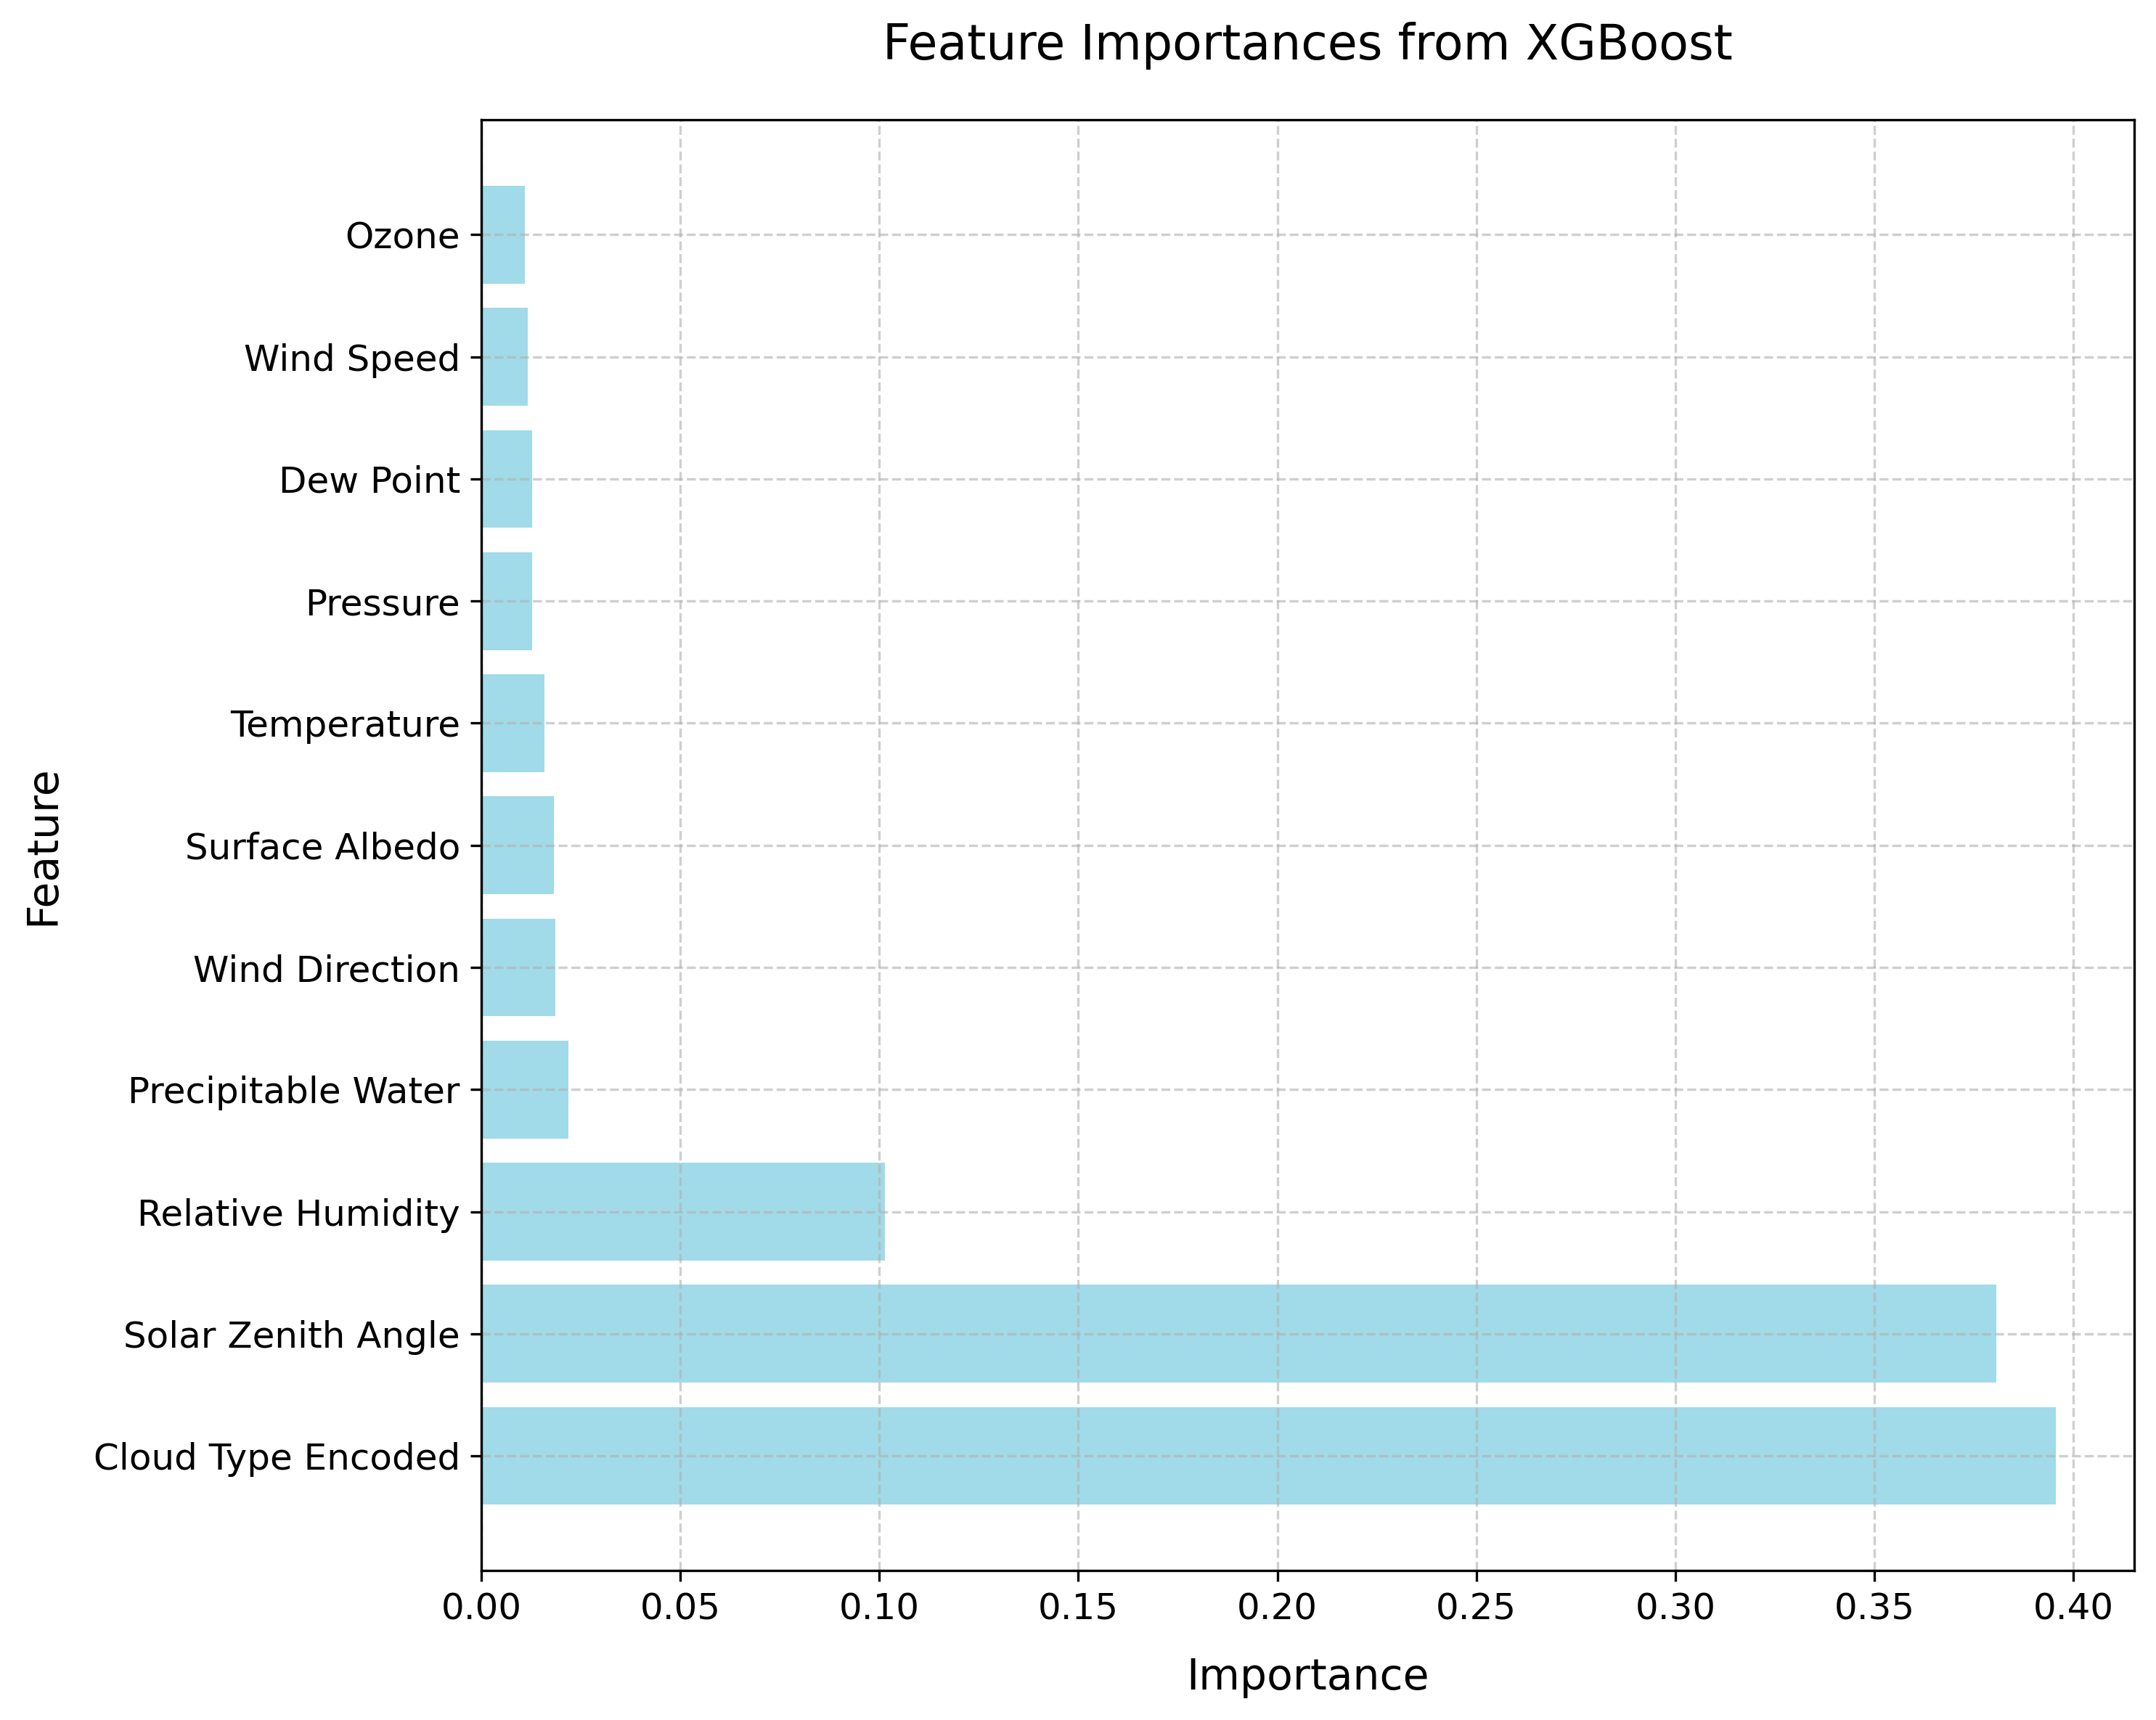 Feature Importances from XGBoost
Feature
Ozone
Wind Speed
Dew Point
Pressure
Temperature
Surface Albedo
Wind Direction
Precipitable Water
Relative Humidity
Solar Zenith Angle
Cloud Type Encoded
0.00 0.05 0.10 0.15 0.20 0.25 0.30 0.35 0.40
Importance